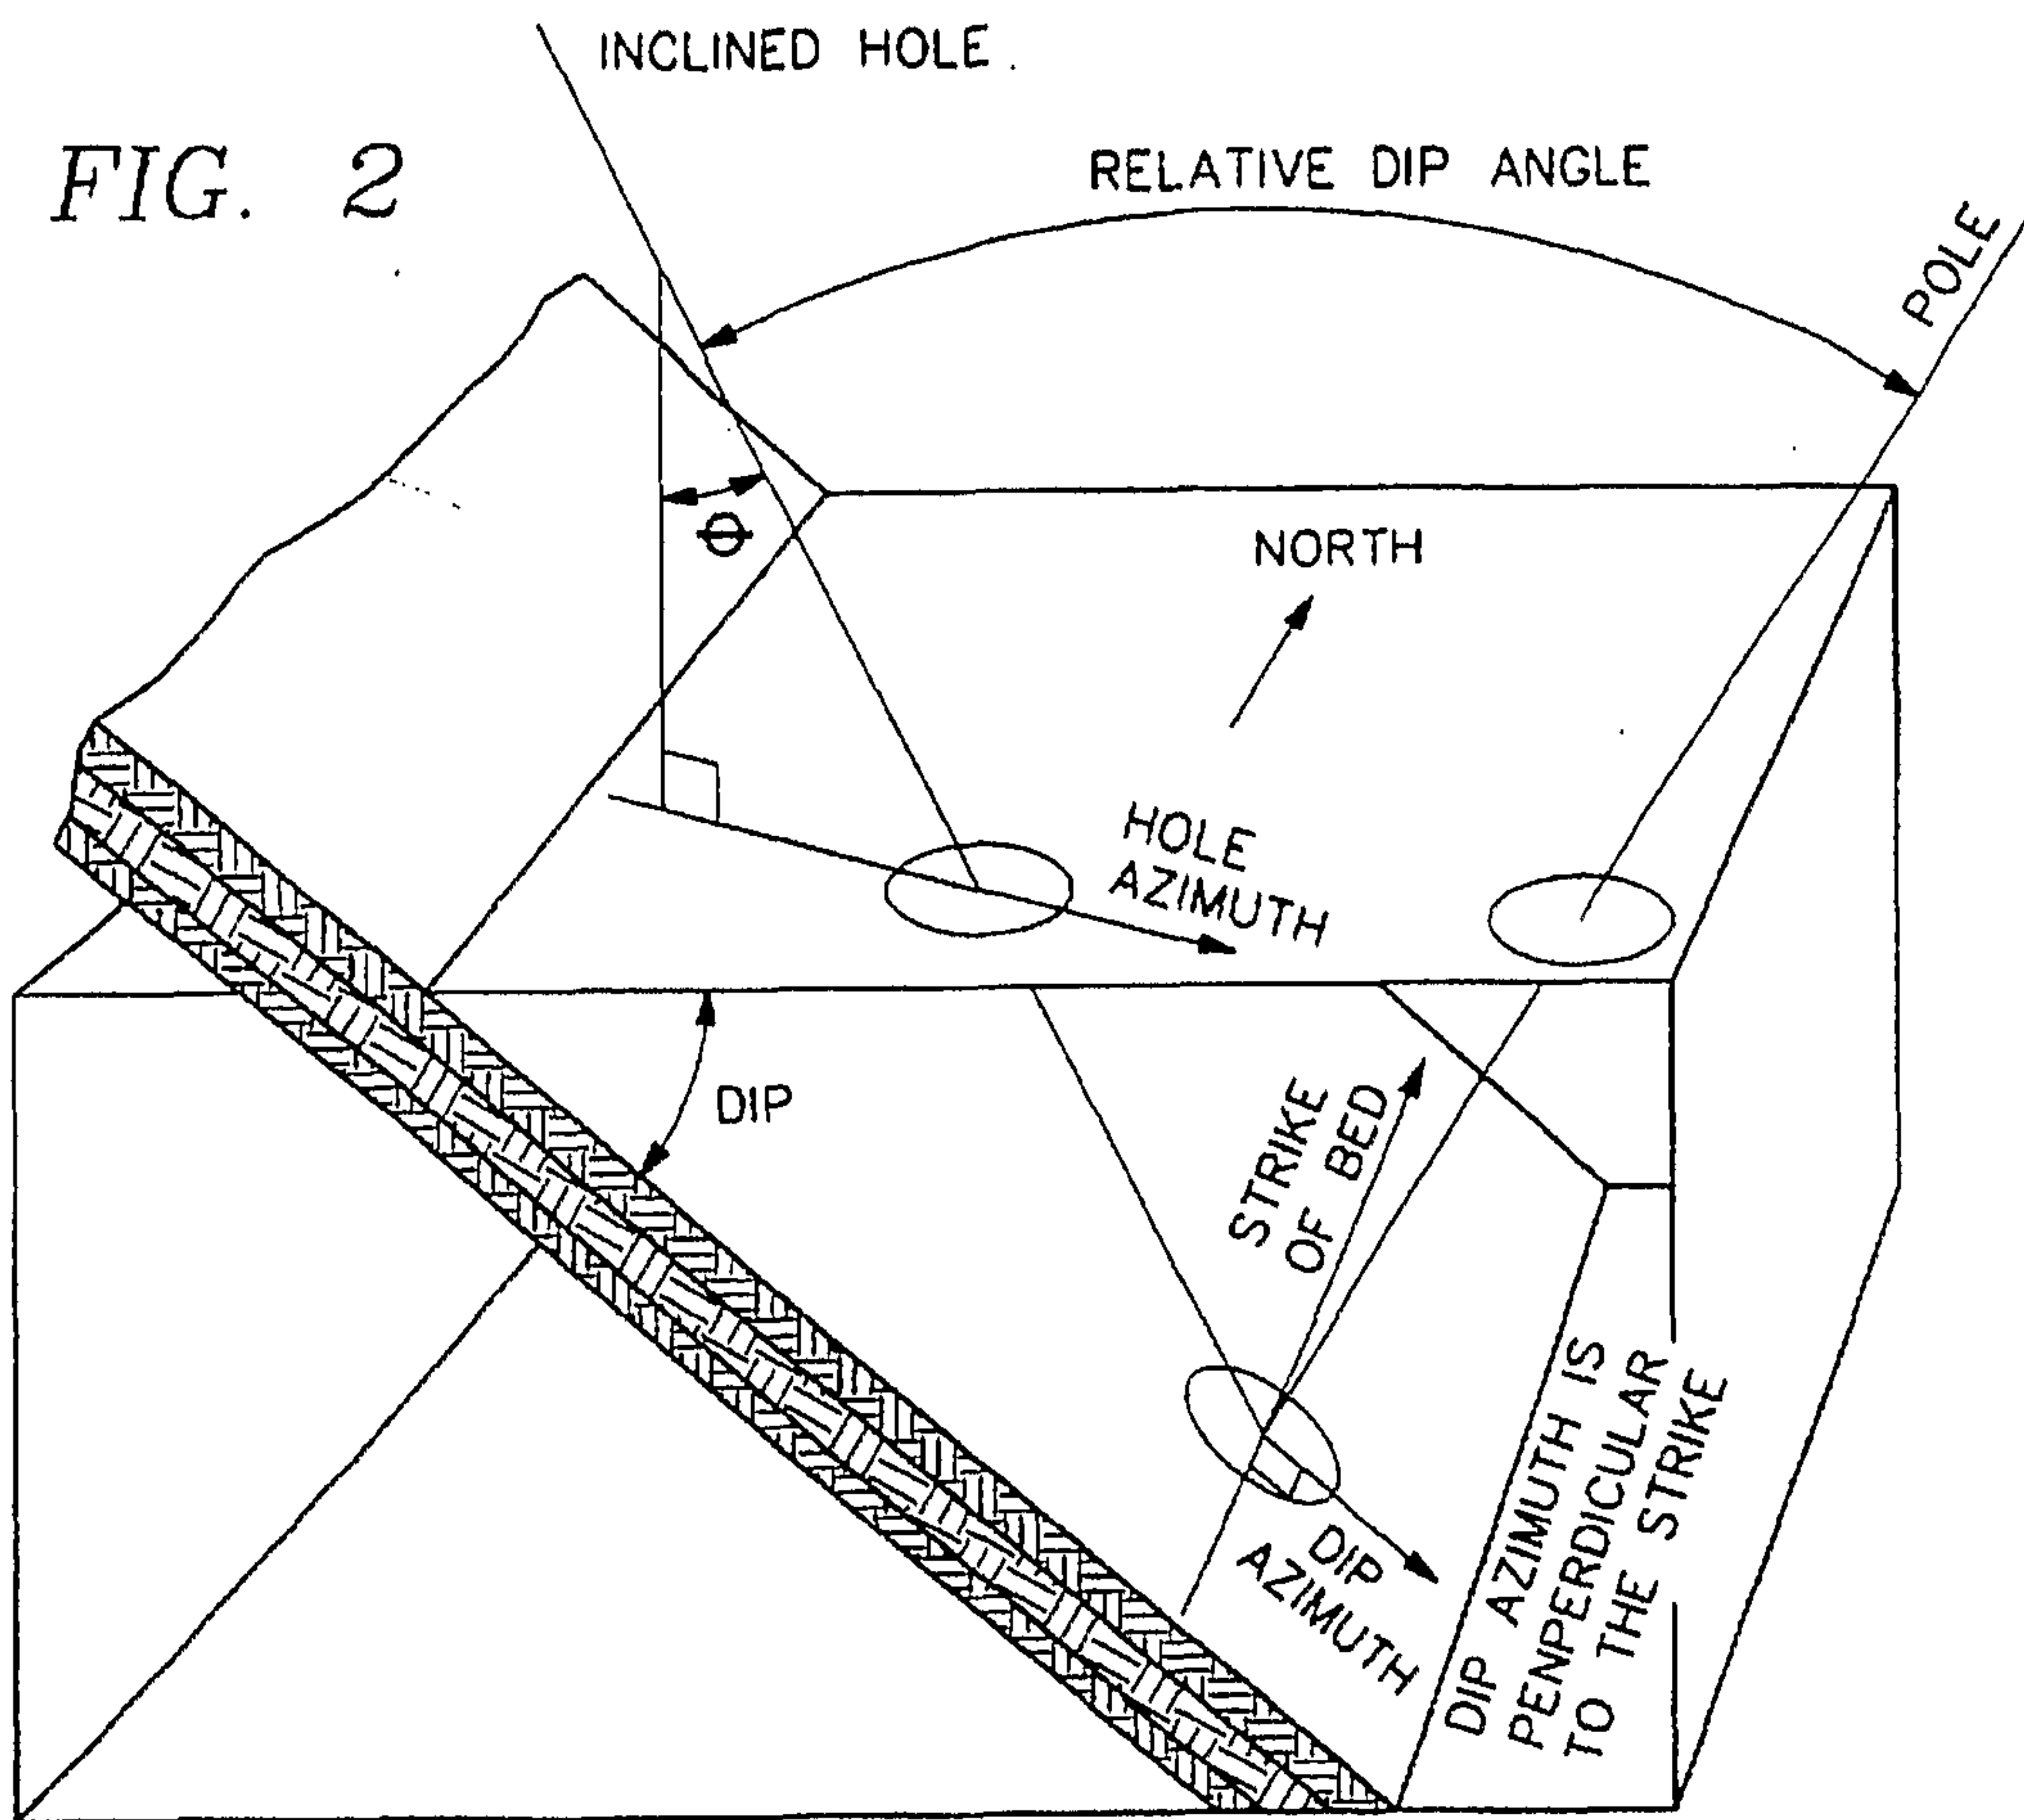 INCLINED HOLE.
FIG. 2
RELATIVE DIP ANGLE
POLE
Φ
NORTH
HOLE
AZIMUTH
DIP
STRIKE
OF BED
DIP
AZIMUTH
DIP AZIMUTH IS
PENPERDICULAR
TO THE STRIKE